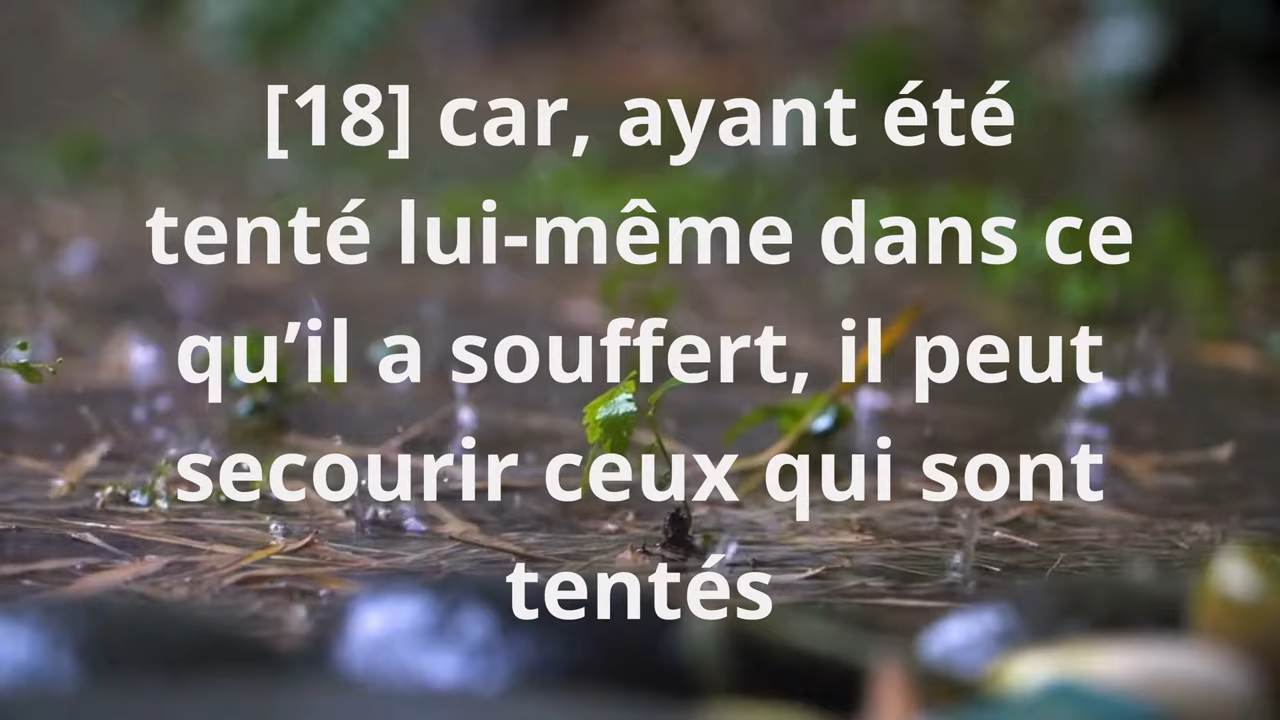 [18] car, ayant été
tenté lui-même dans ce
qu’il a souffert, il peut
secourir ceux qui sont
tentés